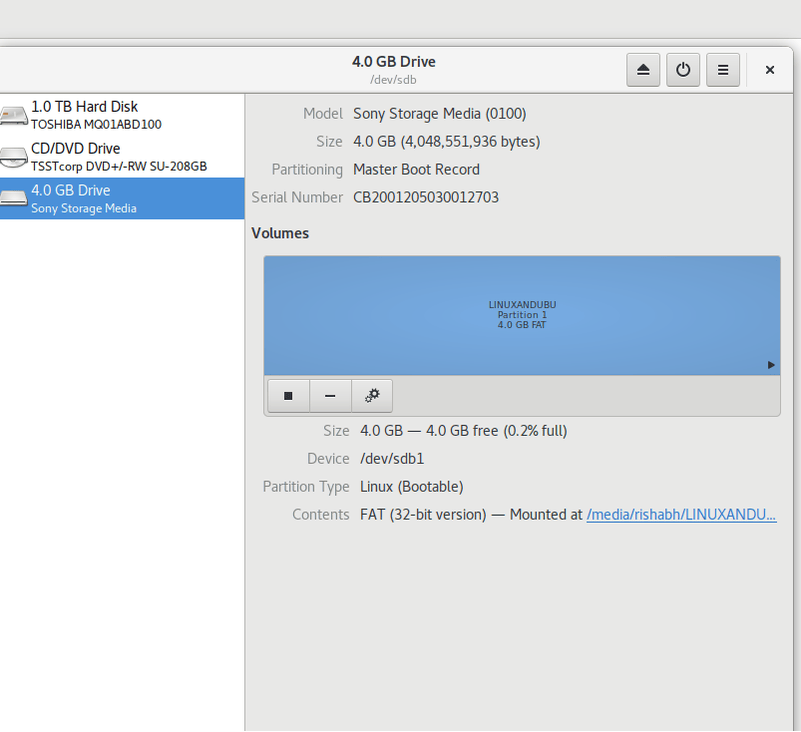 4.0 GB Drive
/dev/sdb
1.0 TB Hard Disk
TOSHIBA MQ01ABD100
CD/DVD Drive
TSSTcorp DVD+/-RW SU-208GB
4.0 GB Drive
Sony Storage Media
Model Sony Storage Media (0100)
Size 4.0 GB (4,048,551,936 bytes)
Partitioning Master Boot Record
Serial Number CB2001205030012703
Volumes
LINUXANDUBU
Partition 1
4.0 GB FAT
Size 4.0 GB — 4.0 GB free (0.2% full)
Device /dev/sdb1
Partition Type Linux (Bootable)
Contents FAT (32-bit version) — Mounted at /media/rishabh/LINUXANDU...